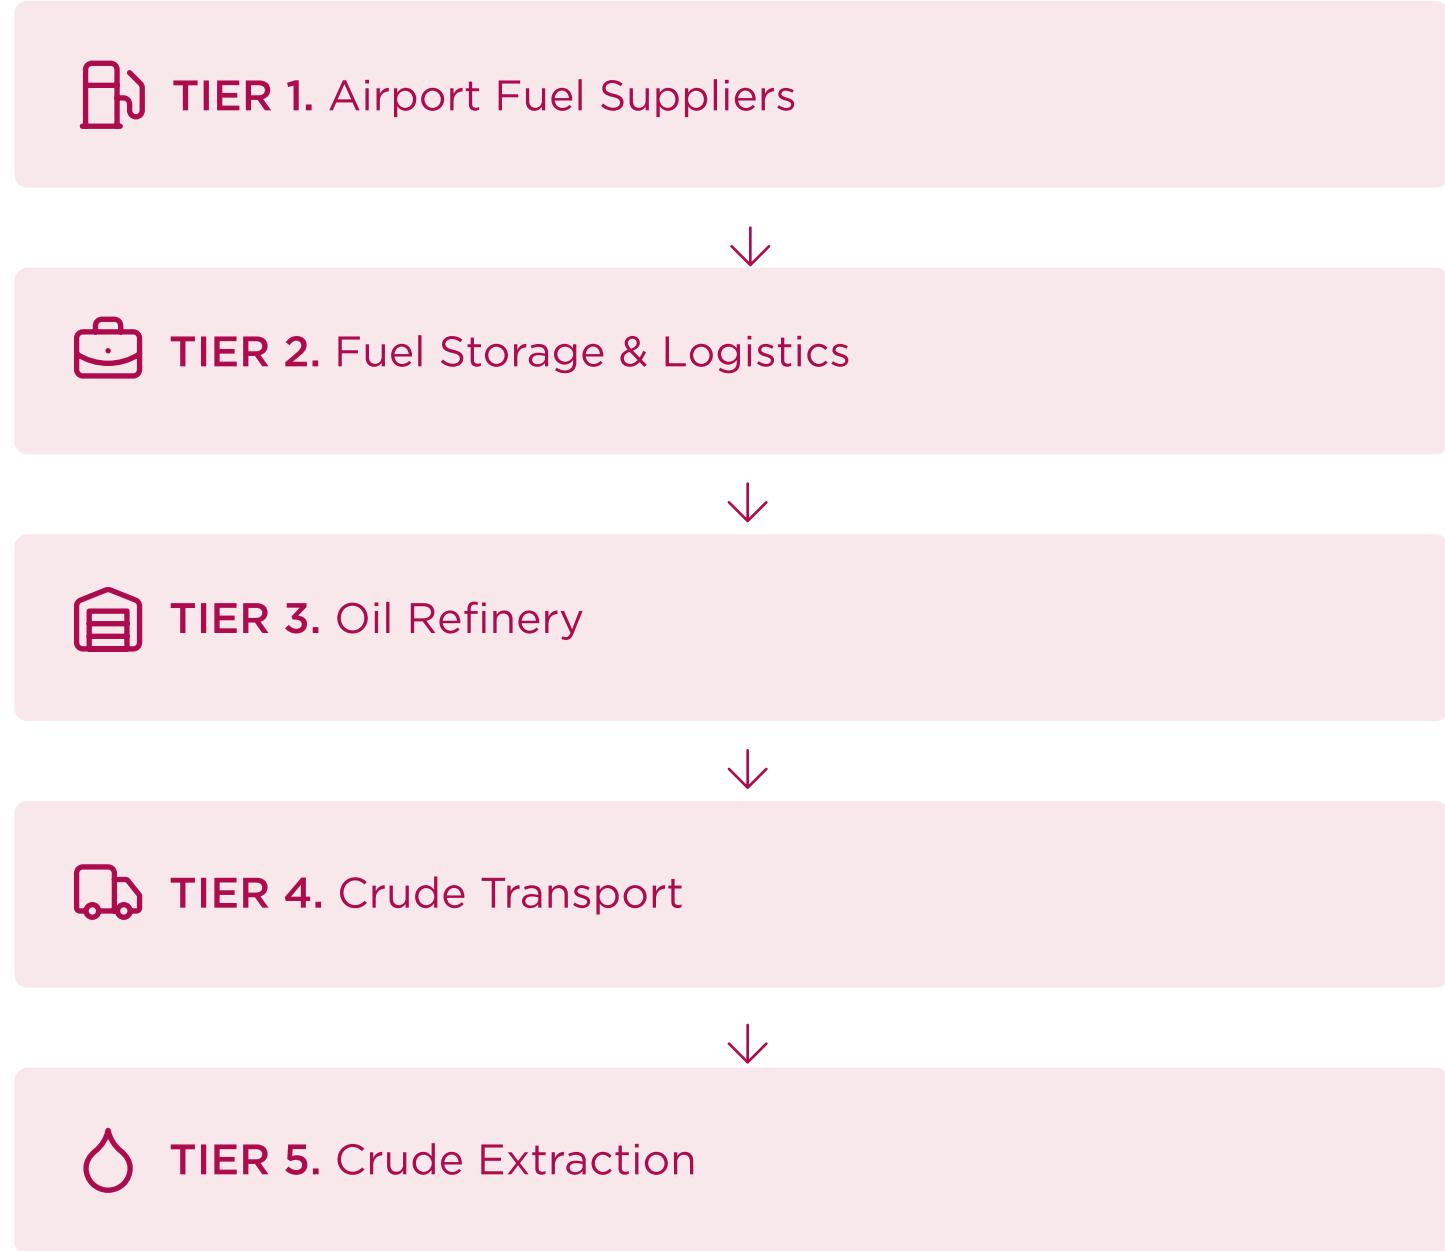 TIER 1. Airport Fuel Suppliers
TIER 2. Fuel Storage & Logistics
TIER 3. Oil Refinery
TIER 4. Crude Transport
TIER 5. Crude Extraction